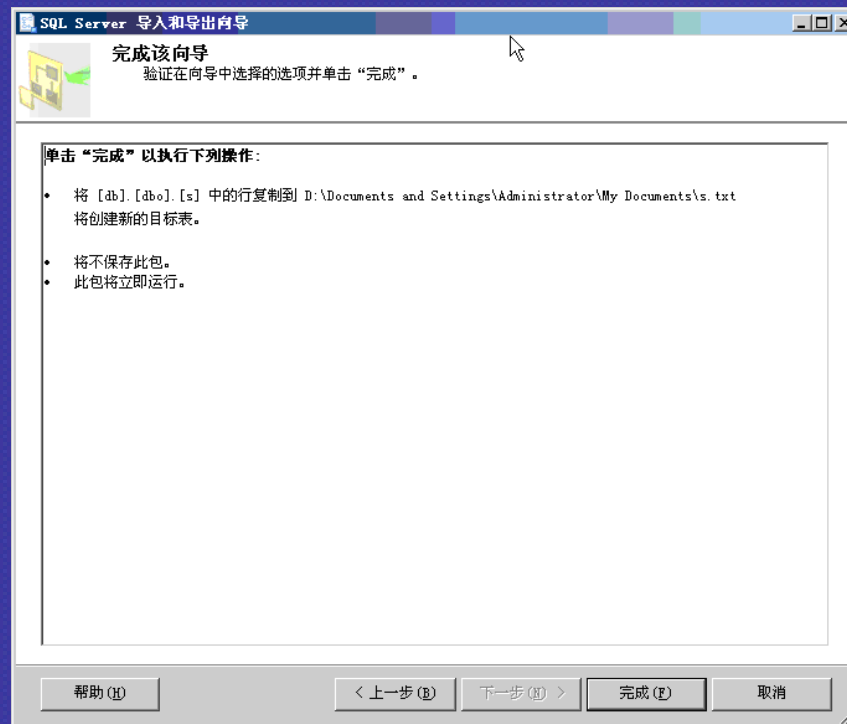 SQL Server 导入和导出向导
完成该向导
验证在向导中选择的选项并单击“完成”。
单击“完成”以执行下列操作:
• 将 [db].[dbo].[s] 中的行复制到 D:\Documents and Settings\Administrator\My Documents\s.txt
将创建新的目标表。
• 将不保存此包。
• 此包将立即运行。
帮助(H) < 上一步(B) 下一步(N) > 完成(F) 取消